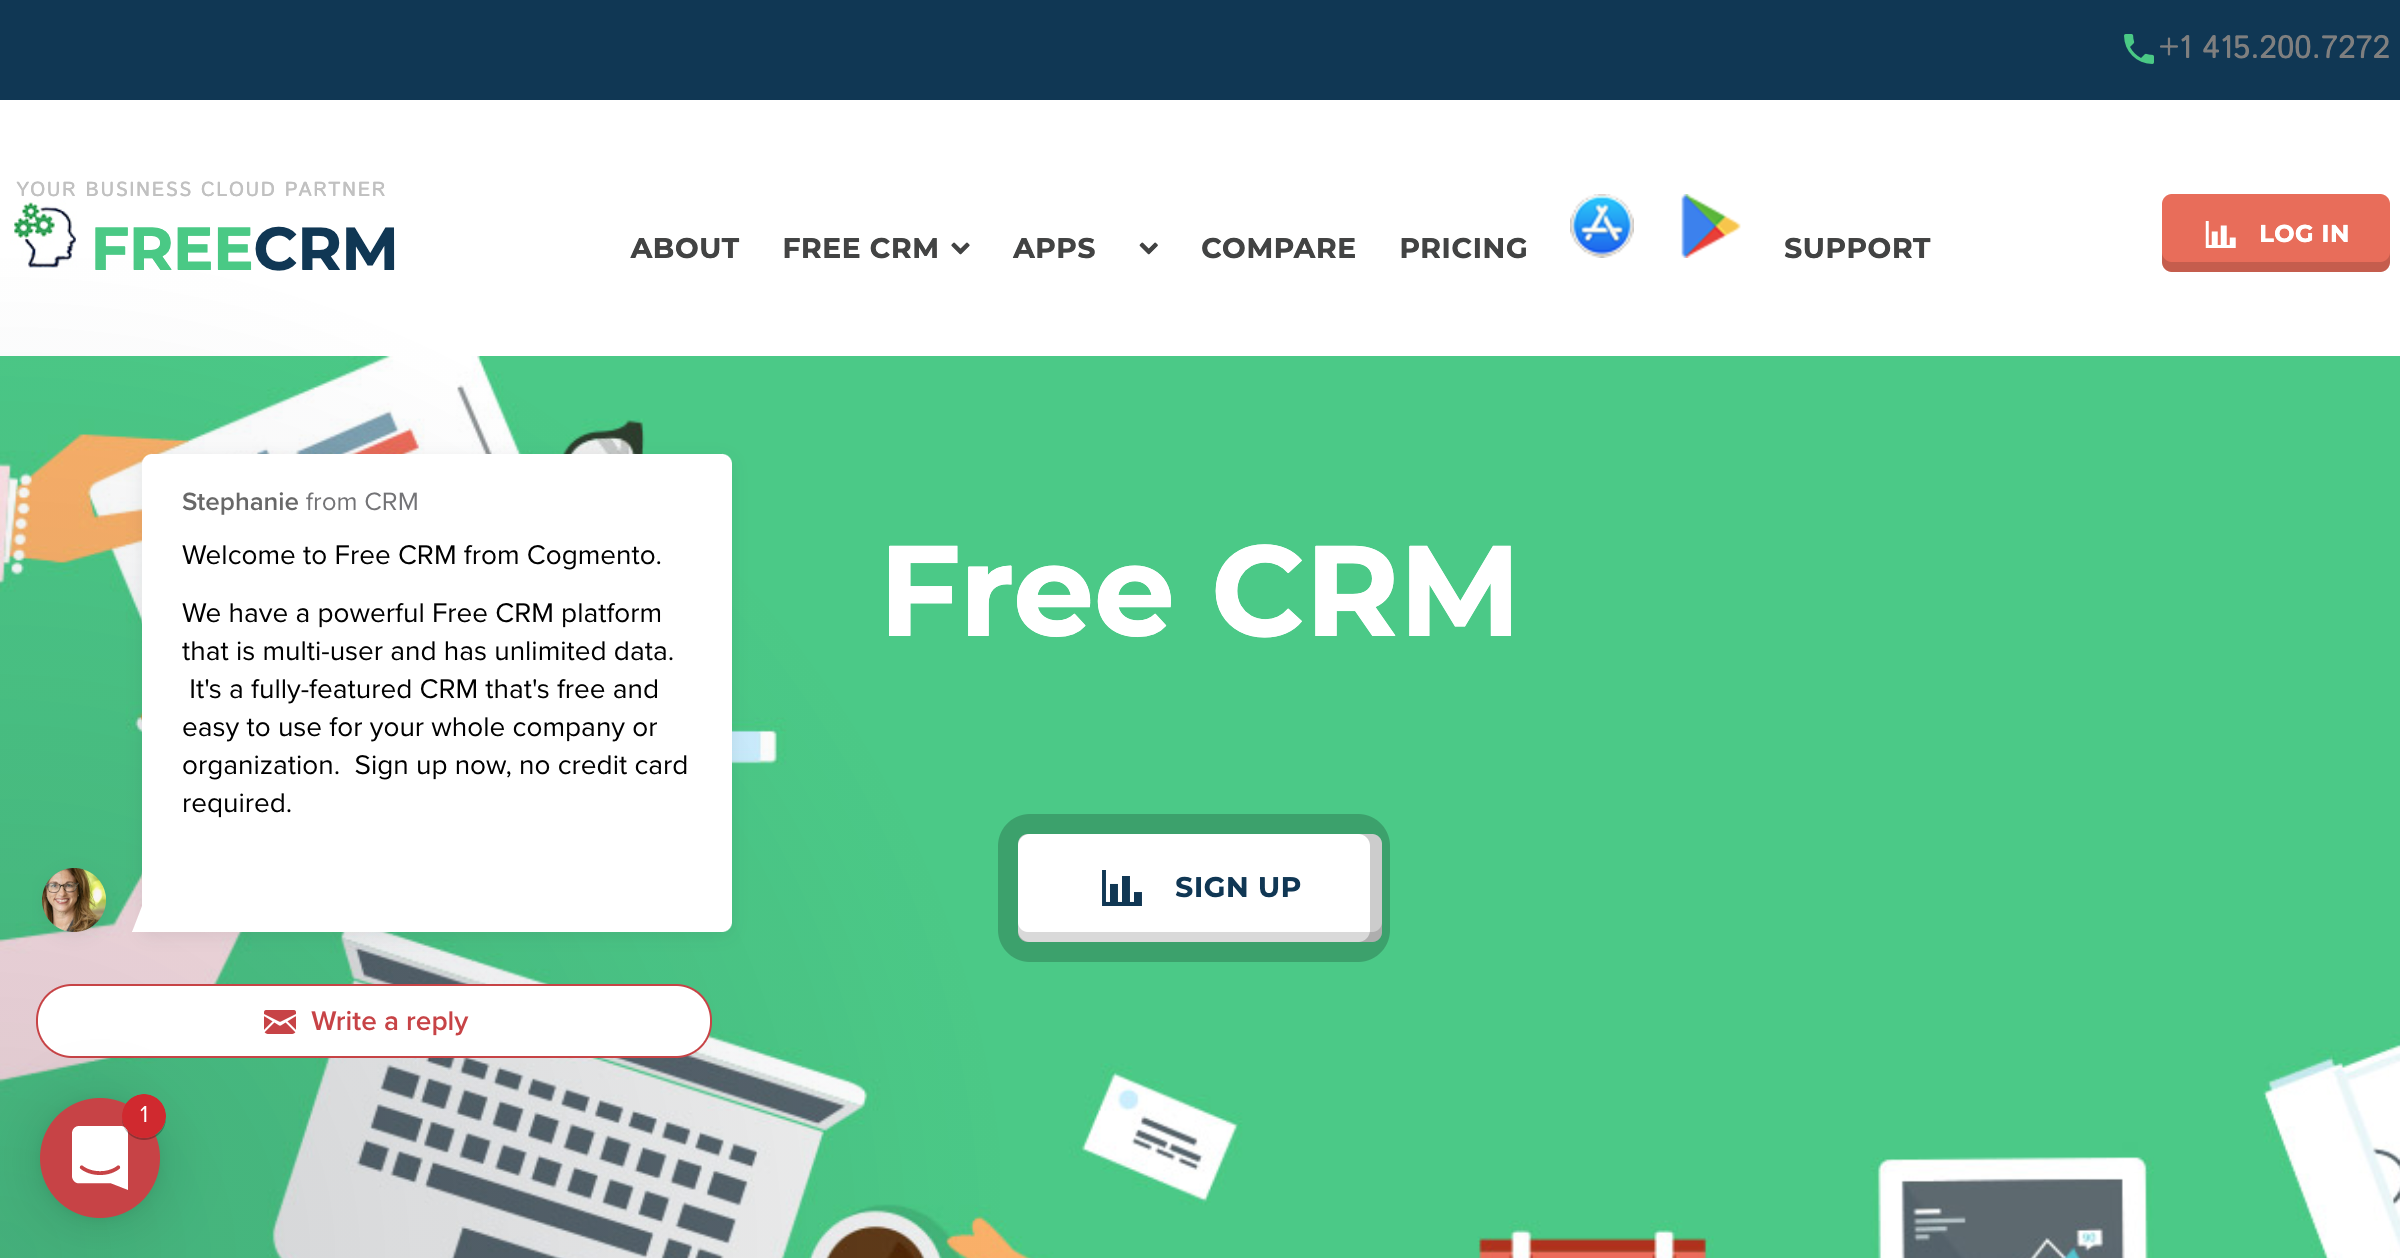 +1 415.200.7272
YOUR BUSINESS CLOUD PARTNER
FREECRM
ABOUT FREE CRM APPS COMPARE PRICING SUPPORT
LOG IN
Stephanie from CRM
Welcome to Free CRM from Cogmento.
We have a powerful Free CRM platform
that is multi-user and has unlimited data.
It's a fully-featured CRM that's free and
easy to use for your whole company or
organization. Sign up now, no credit card
required.
Free CRM
SIGN UP
Write a reply
1
90